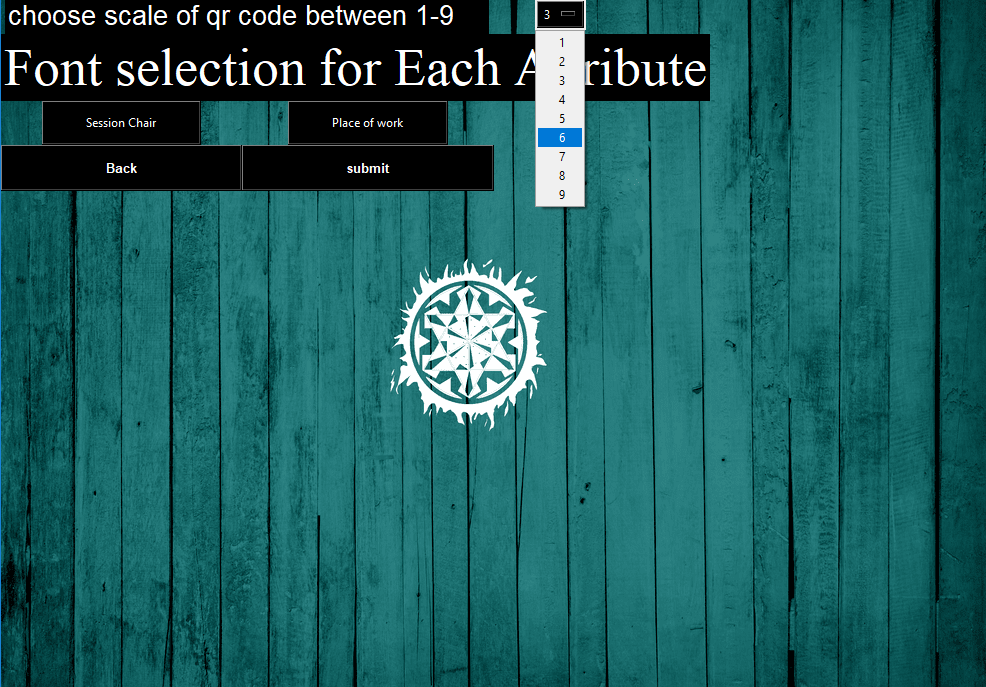 choose scale of qr code between 1-9
3
1
2
3
4
5
6
7
8
9
Font selection for Each A ribute
Session Chair
Place of work
Back
submit